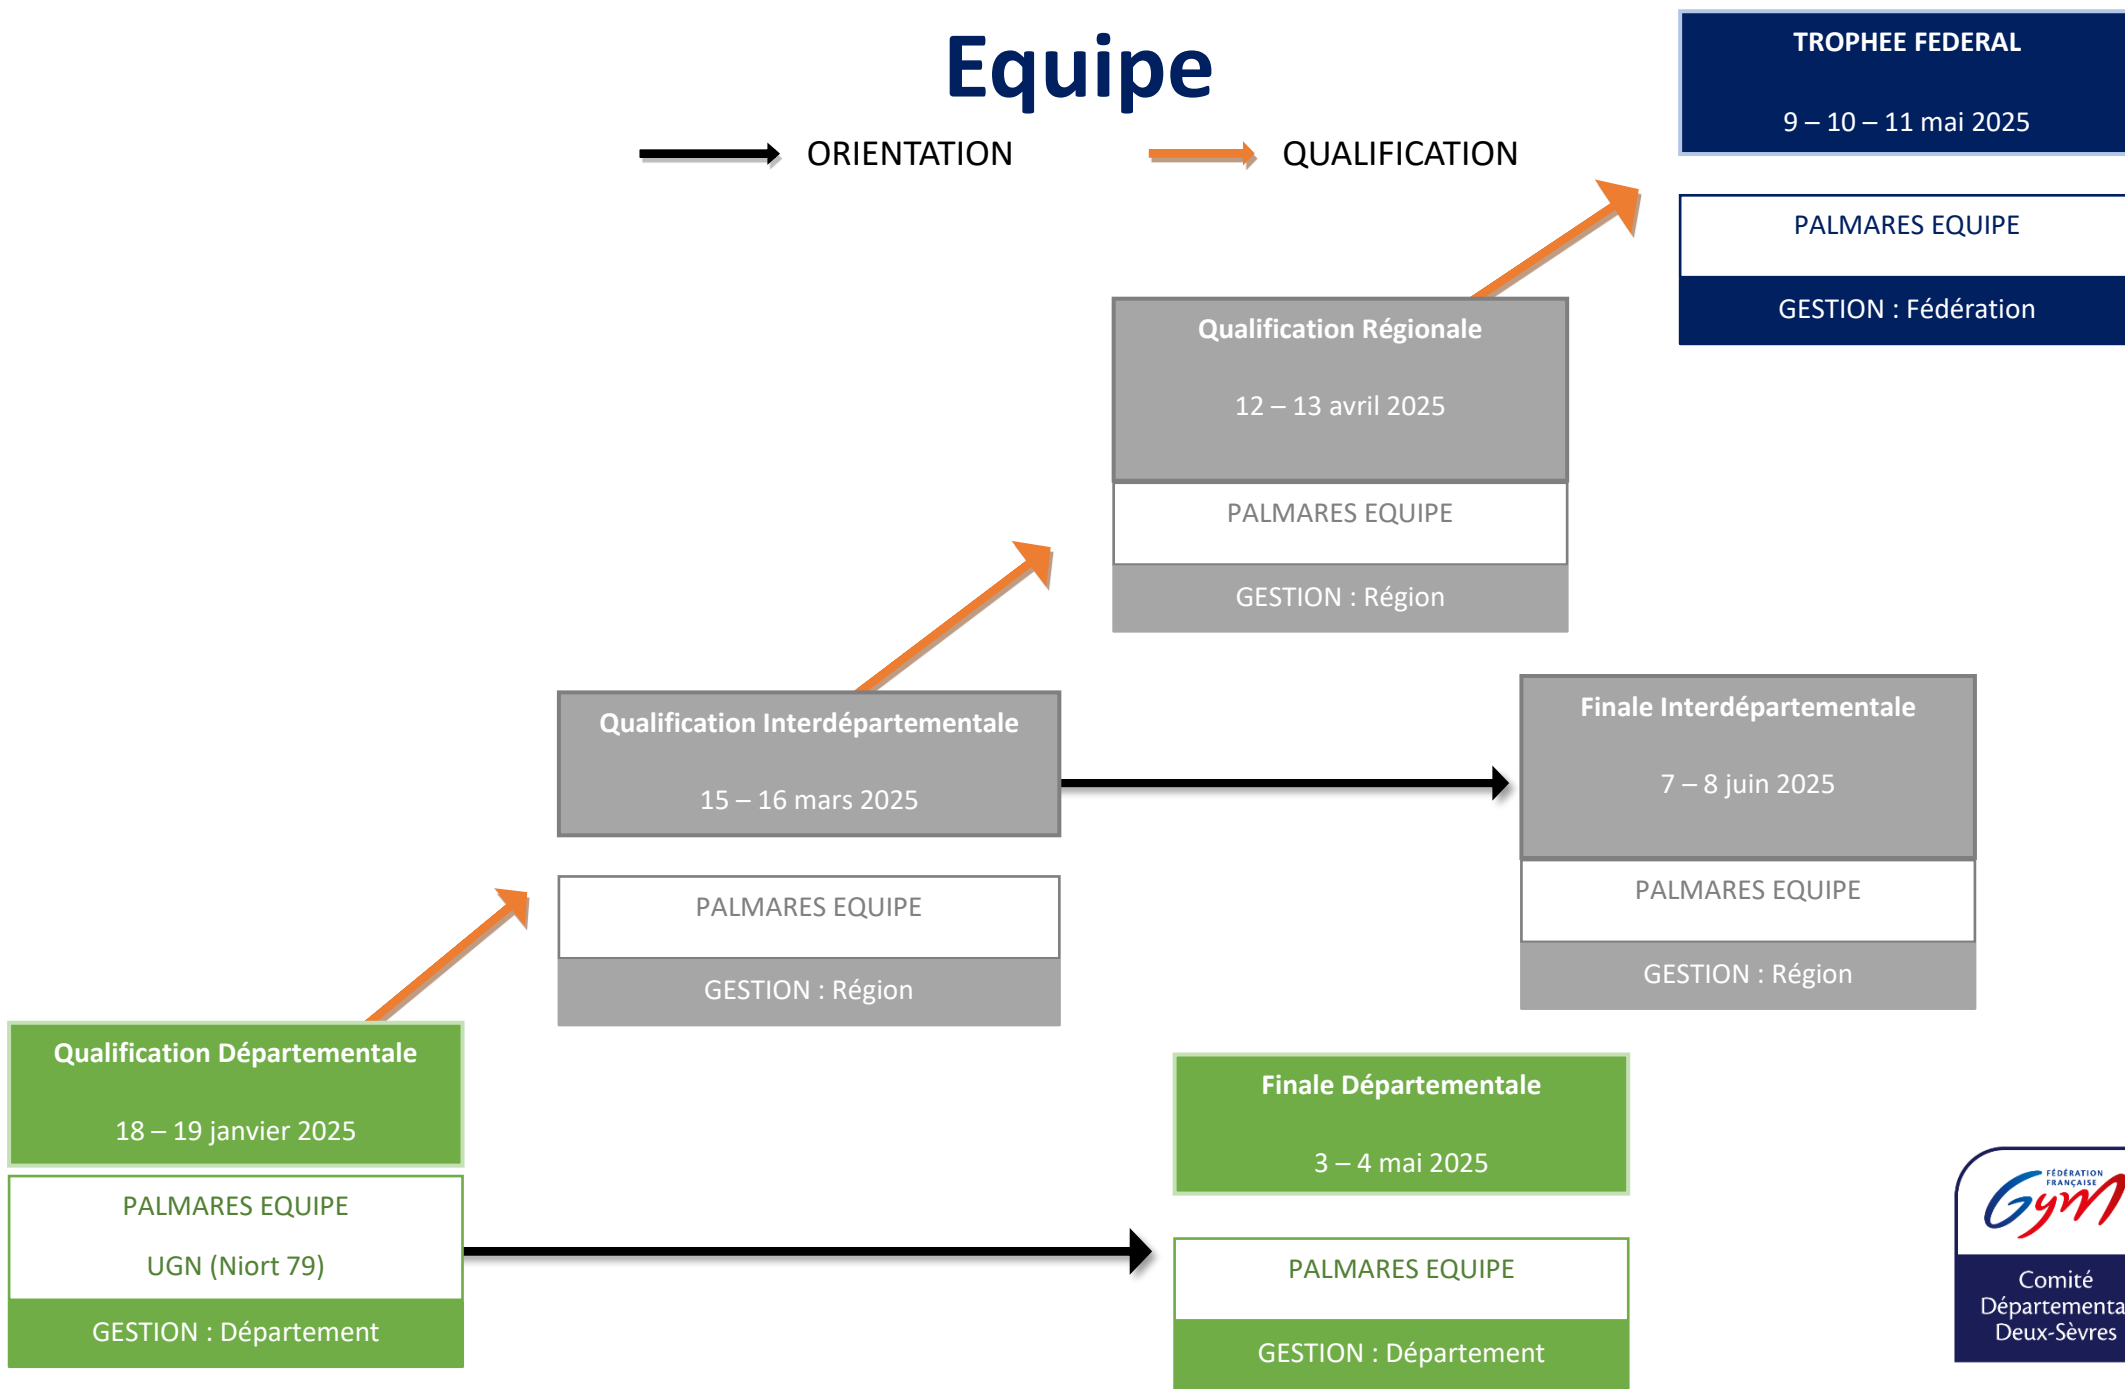 Equipe
ORIENTATION
QUALIFICATION
TROPHEE FEDERAL
9 – 10 – 11 mai 2025
PALMARES EQUIPE
GESTION : Fédération
Qualification Régionale
12 – 13 avril 2025
PALMARES EQUIPE
GESTION : Région
Qualification Interdépartementale
15 – 16 mars 2025
PALMARES EQUIPE
GESTION : Région
Finale Interdépartementale
7 – 8 juin 2025
PALMARES EQUIPE
GESTION : Région
Qualification Départementale
18 – 19 janvier 2025
PALMARES EQUIPE
UGN (Niort 79)
GESTION : Département
Finale Départementale
3 – 4 mai 2025
PALMARES EQUIPE
GESTION : Département
FÉDÉRATION
FRANÇAISE
Gym
Comité
Départementa
Deux-Sèvres